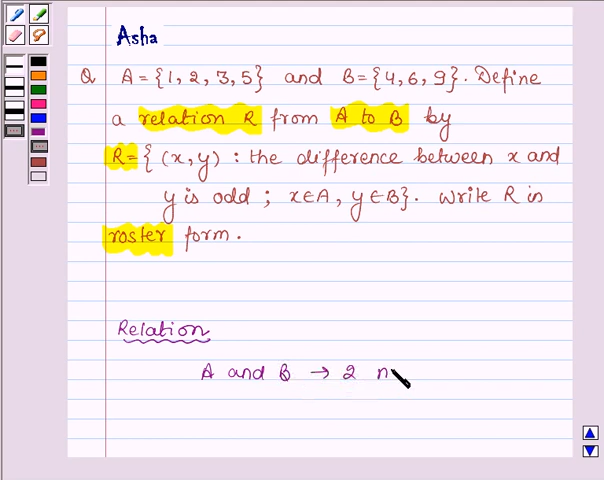 Asha
Q A = {1, 2, 3, 5} and B = {4, 6, 9}. Define
a relation R from A to B by
R = { (x, y) : the difference between x and
y is odd ; x ∈ A, y ∈ B}. Write R in
roster form.
Relation
A and B → 2 n